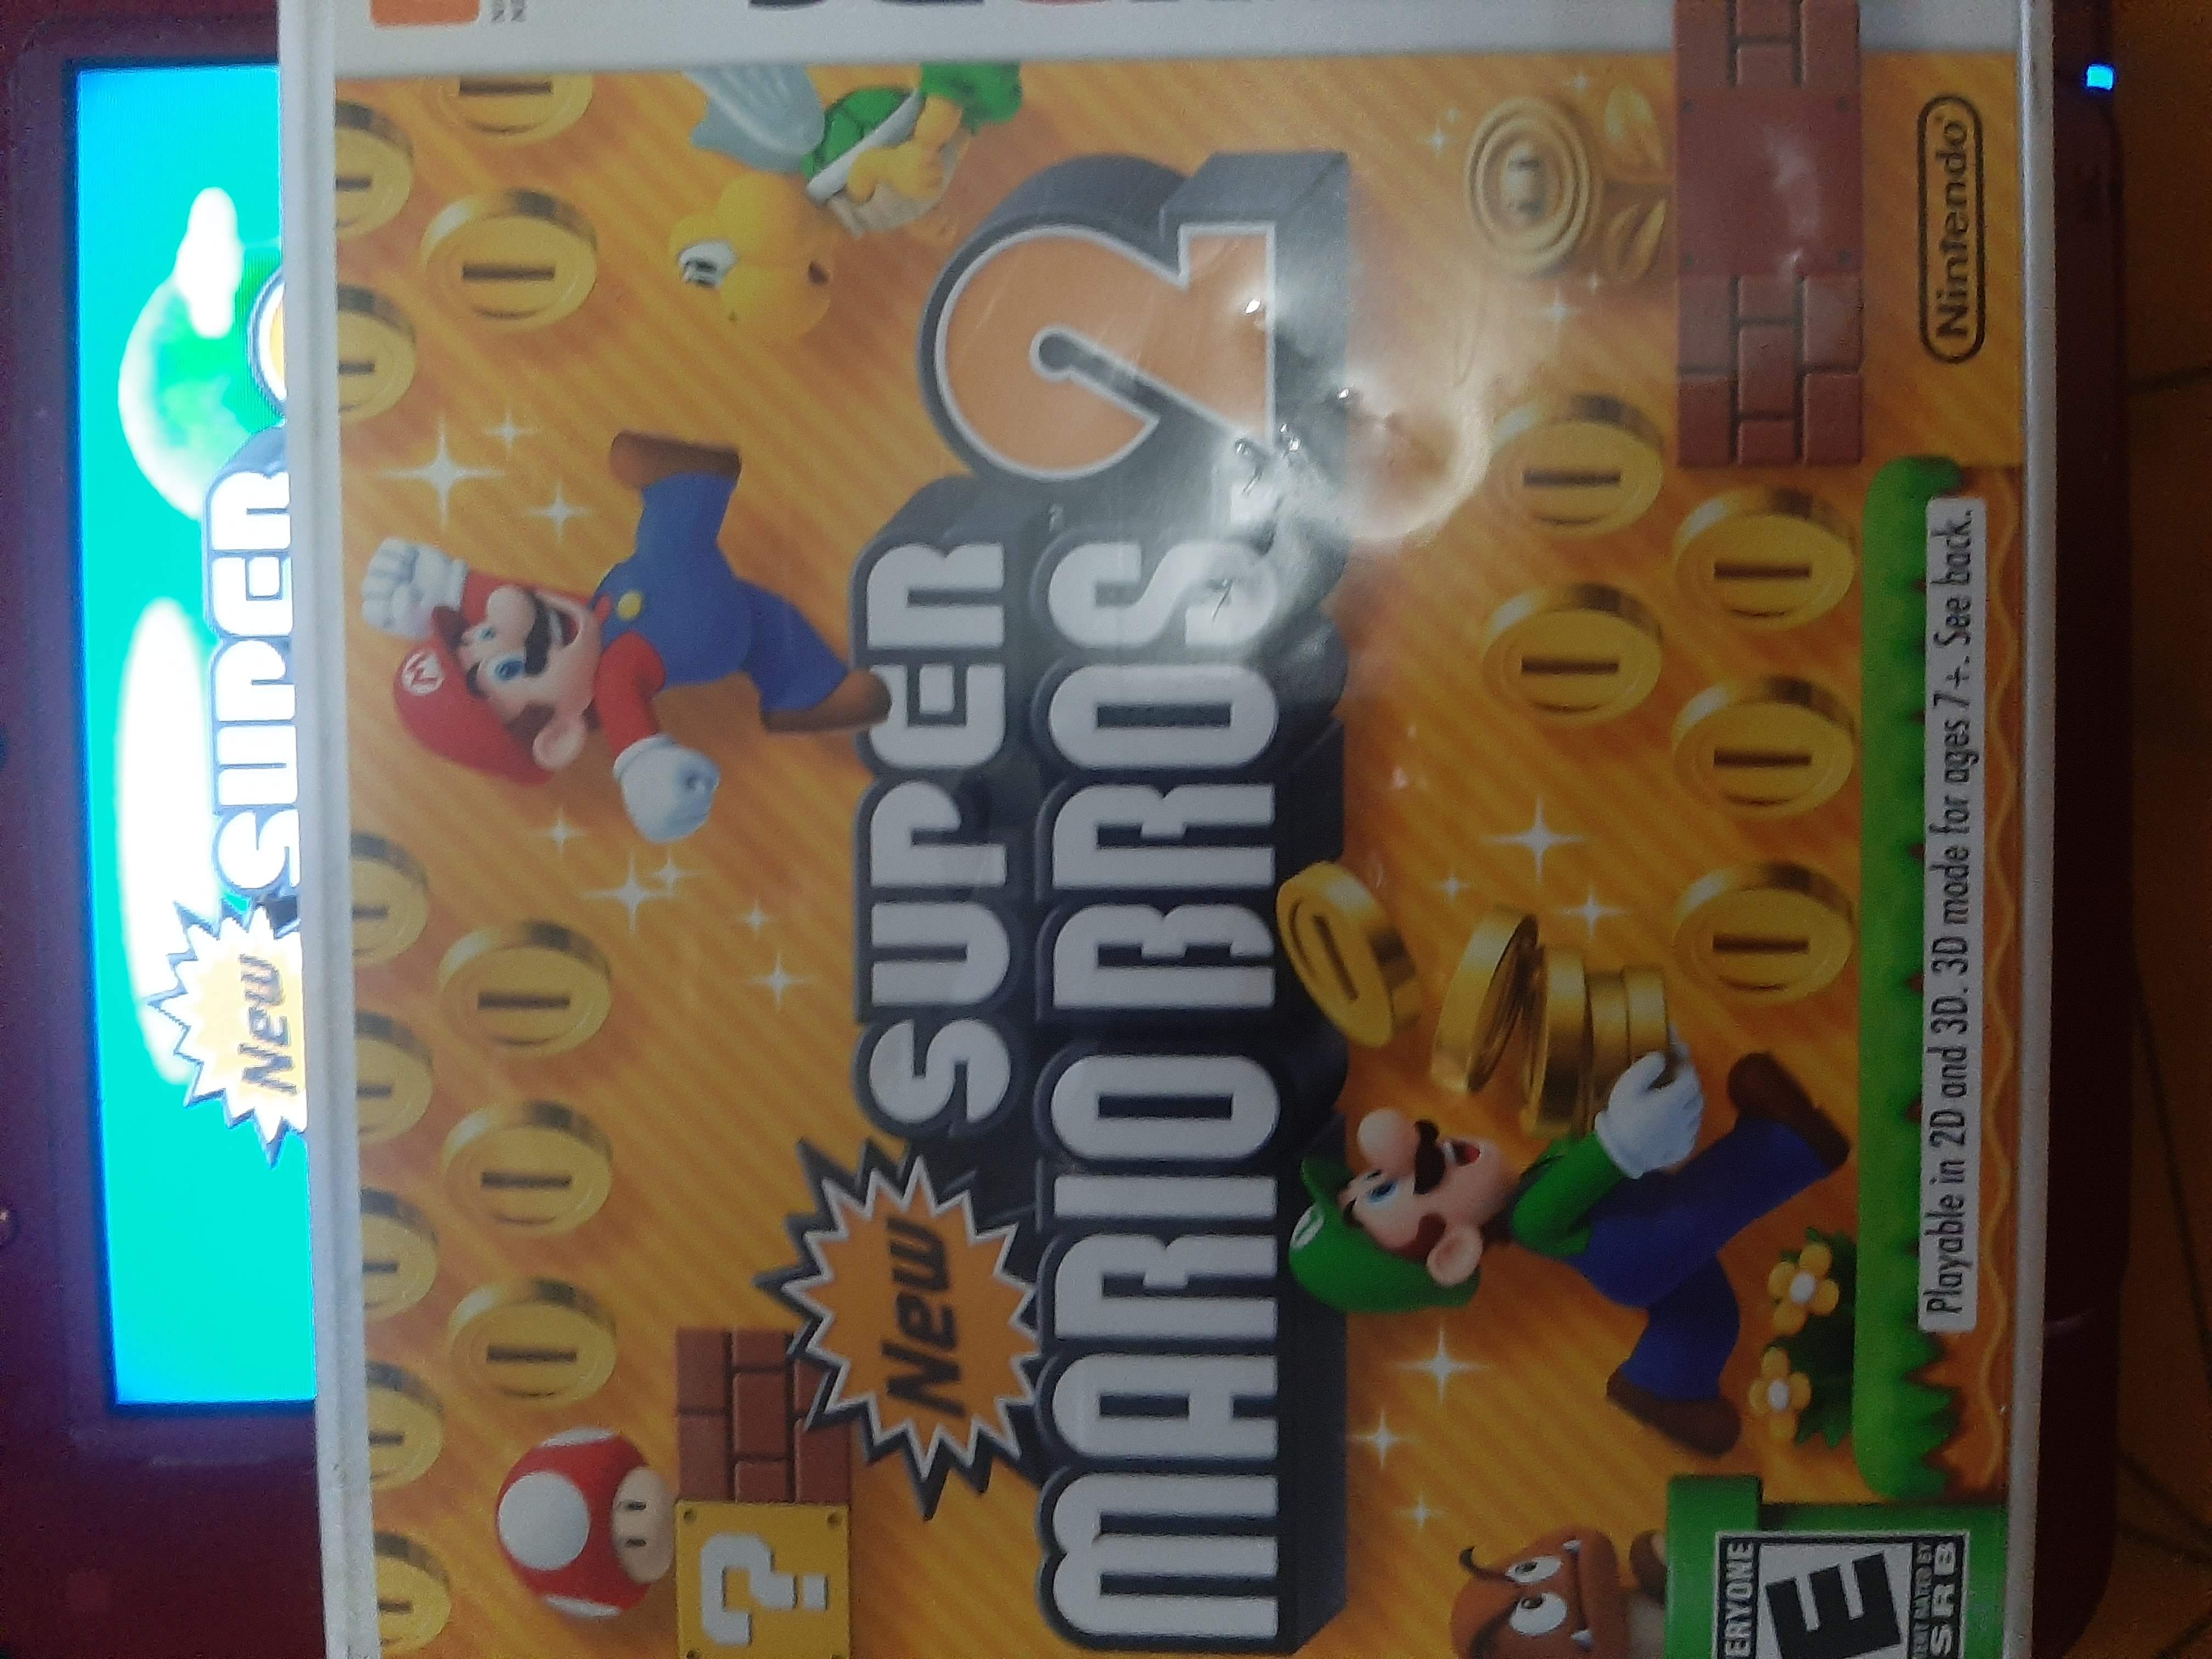 New SUPER
M
?
New SUPER
MARIO BROS 2
™
L
ERYONE
E
SRB
Playable in 2D and 3D. 3D mode for ages 7+. See back.
Nintendo®